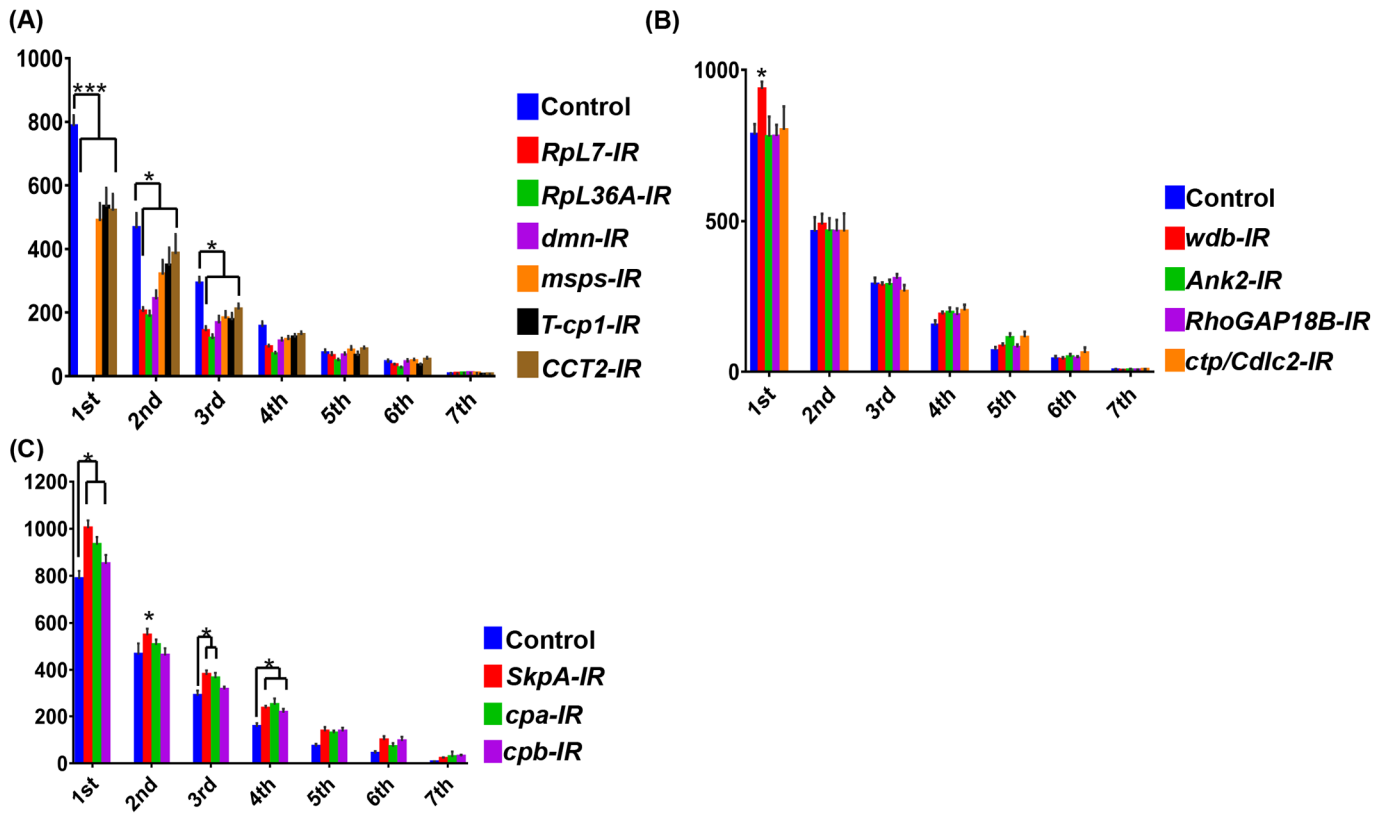 (A)
1000
800
600
400
200
0
***
*
*
1st 2nd 3rd 4th 5th 6th 7th
Control
RpL7-IR
RpL36A-IR
dmn-IR
msps-IR
T-cp1-IR
CCT2-IR
(B)
1000
500
0
*
1st 2nd 3rd 4th 5th 6th 7th
Control
wdb-IR
Ank2-IR
RhoGAP18B-IR
ctp/Cdlc2-IR
(C)
1200
1000
800
600
400
200
0
*
*
*
*
1st 2nd 3rd 4th 5th 6th 7th
Control
SkpA-IR
cpa-IR
cpb-IR